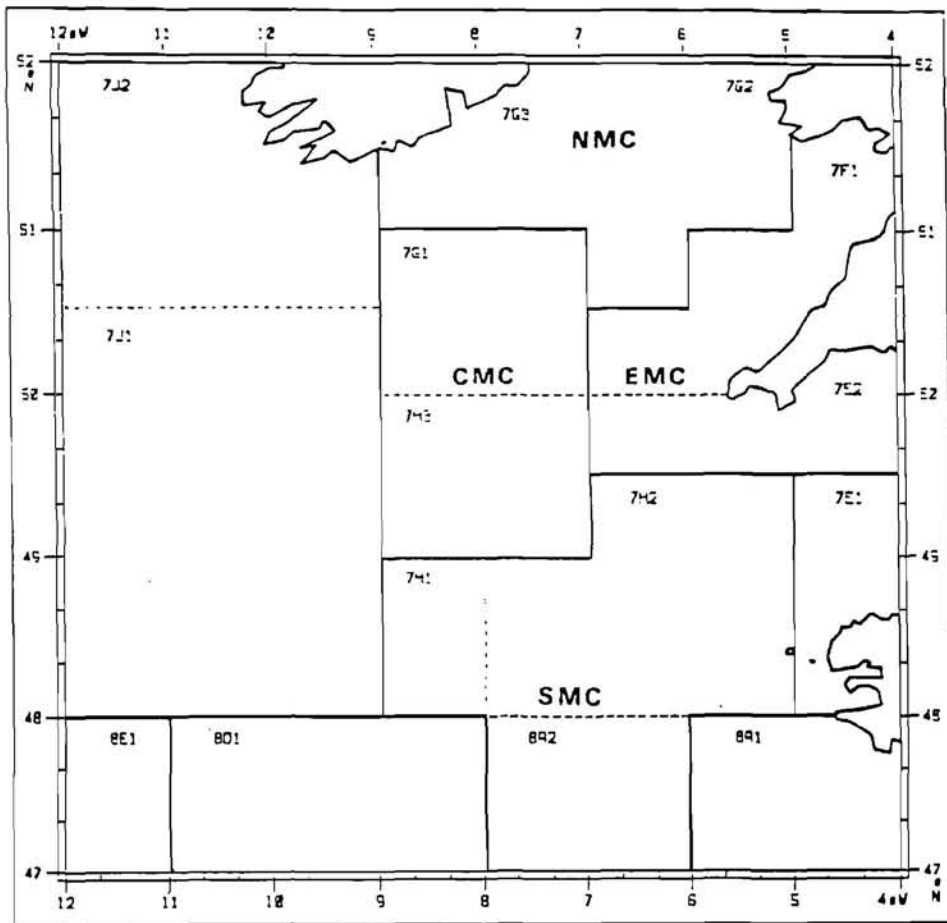 12°W 11 10 9 8 7 6 5 4
52 52
°N
7J2 7G2
7G3
NMC
7F1
51 51
7G1
7J1
CMC EMC
7E2
52 52
7H3
7H2 7E1
49 49
7H1
SMC
48 48
8E1 8D1 8A2 8A1
47 47
°N
12 11 10 9 8 7 6 5 4°W